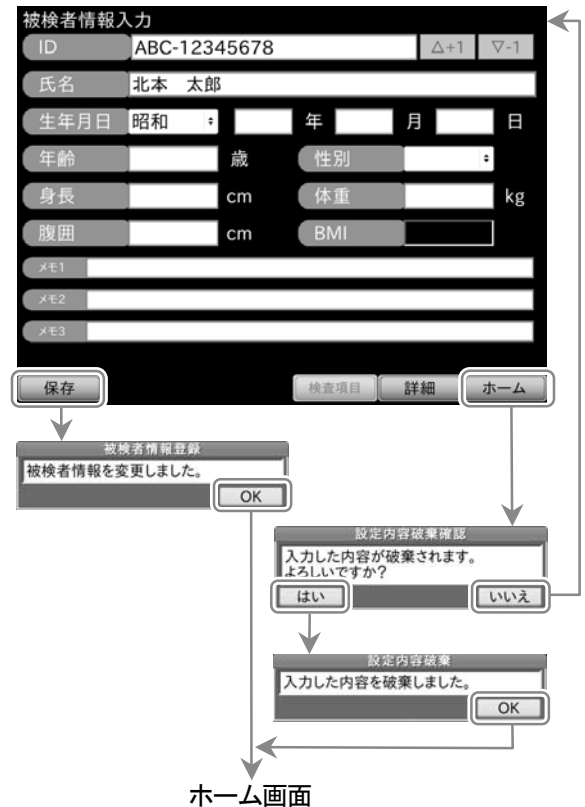 被検者情報入力
ID ABC-12345678 △+1 ▽-1
氏名 北本 太郎
生年月日 昭和 年 月 日
年齢 歳 性別
身長 cm 体重 kg
腹囲 cm BMI
メモ1
メモ2
メモ3
保存 検査項目 詳細 ホーム
被検者情報登録
被検者情報を変更しました。
OK
設定内容破棄確認
入力した内容が破棄されます。
よろしいですか?
はい いいえ
設定内容破棄
入力した内容を破棄しました。
OK
ホーム画面